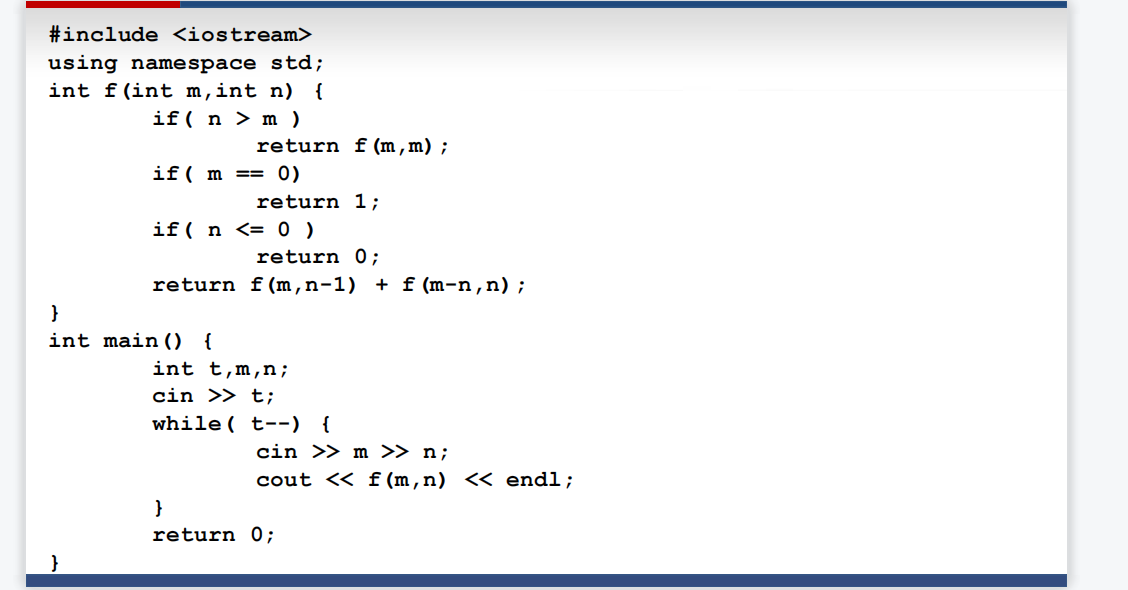 #include <iostream>
using namespace std;
int f(int m,int n) {
if( n > m )
return f(m,m);
if( m == 0)
return 1;
if( n <= 0 )
return 0;
return f(m,n-1) + f(m-n,n);
}
int main() {
int t,m,n;
cin >> t;
while( t--) {
cin >> m >> n;
cout << f(m,n) << endl;
}
return 0;
}